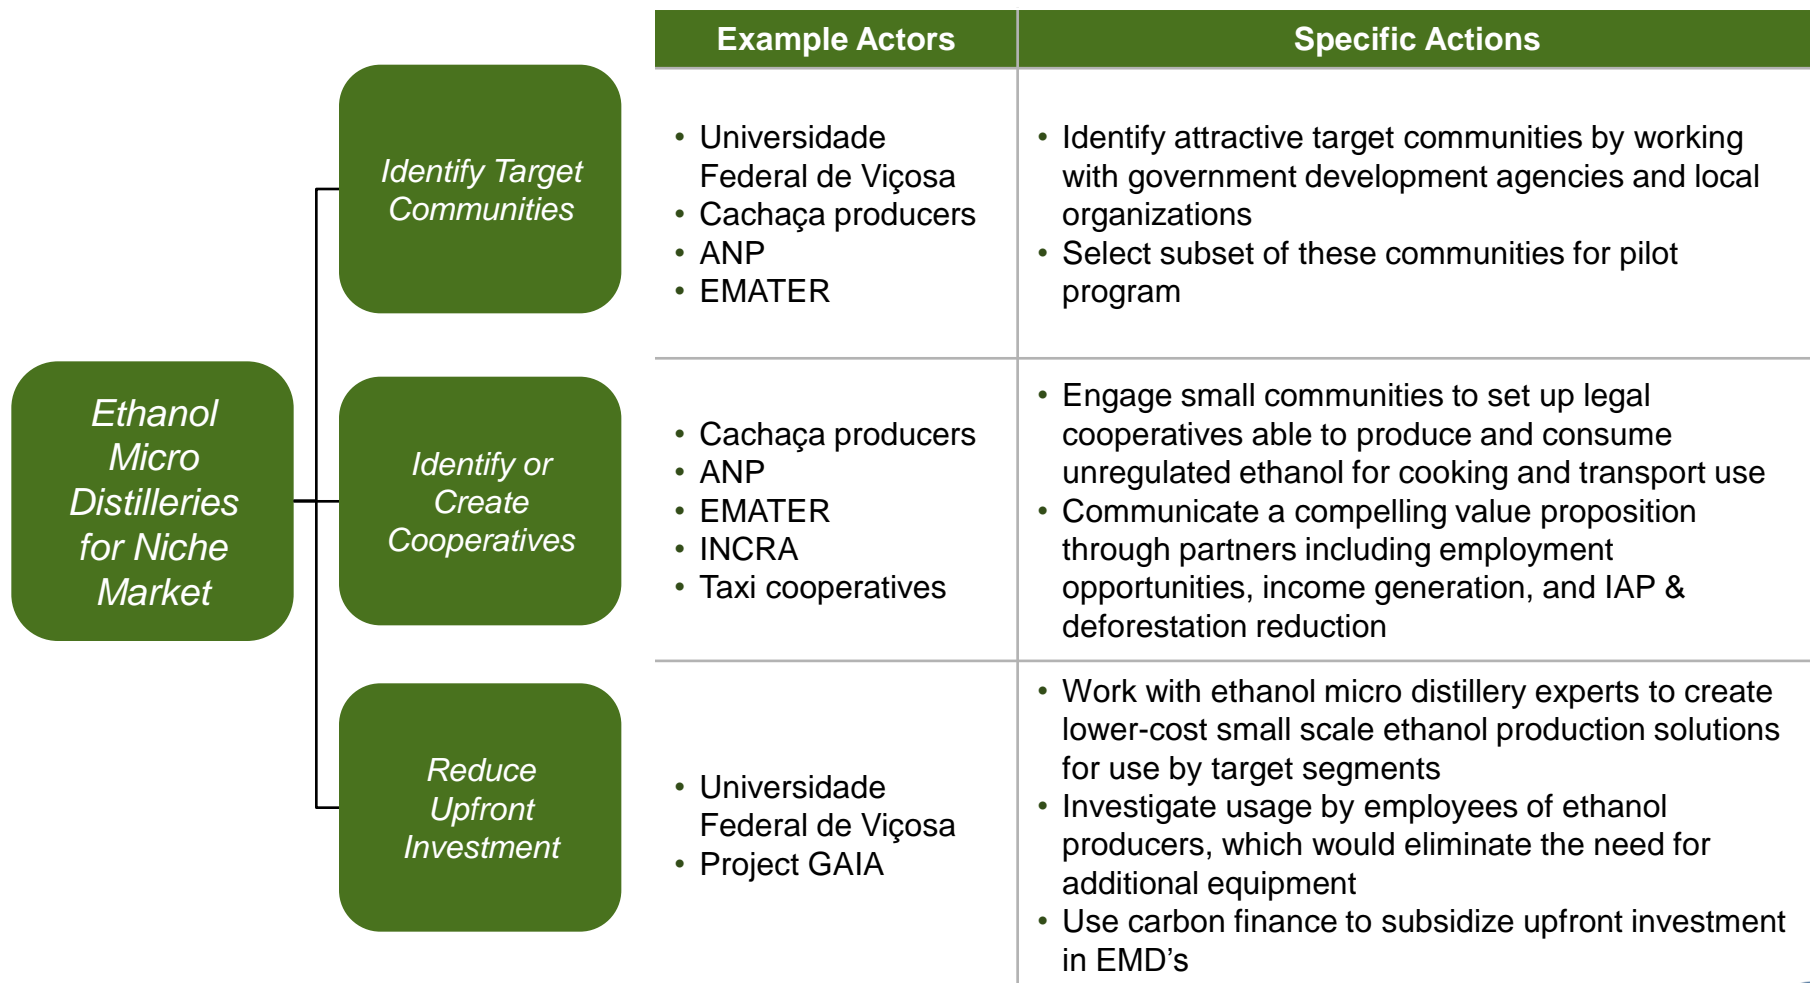 Example Actors
Specific Actions
Identify Target
Communities
• Universidade
Federal de Viçosa
• Cachaça producers
• ANP
• EMATER
• Identify attractive target communities by working
with government development agencies and local
organizations
• Select subset of these communities for pilot
program
Ethanol
Micro
Distilleries
for Niche
Market
Identify or
Create
Cooperatives
• Cachaça producers
• ANP
• EMATER
• INCRA
• Taxi cooperatives
• Engage small communities to set up legal
cooperatives able to produce and consume
unregulated ethanol for cooking and transport use
• Communicate a compelling value proposition
through partners including employment
opportunities, income generation, and IAP &
deforestation reduction
Reduce
Upfront
Investment
• Universidade
Federal de Viçosa
• Project GAIA
• Work with ethanol micro distillery experts to create
lower-cost small scale ethanol production solutions
for use by target segments
• Investigate usage by employees of ethanol
producers, which would eliminate the need for
additional equipment
• Use carbon finance to subsidize upfront investment
in EMD’s